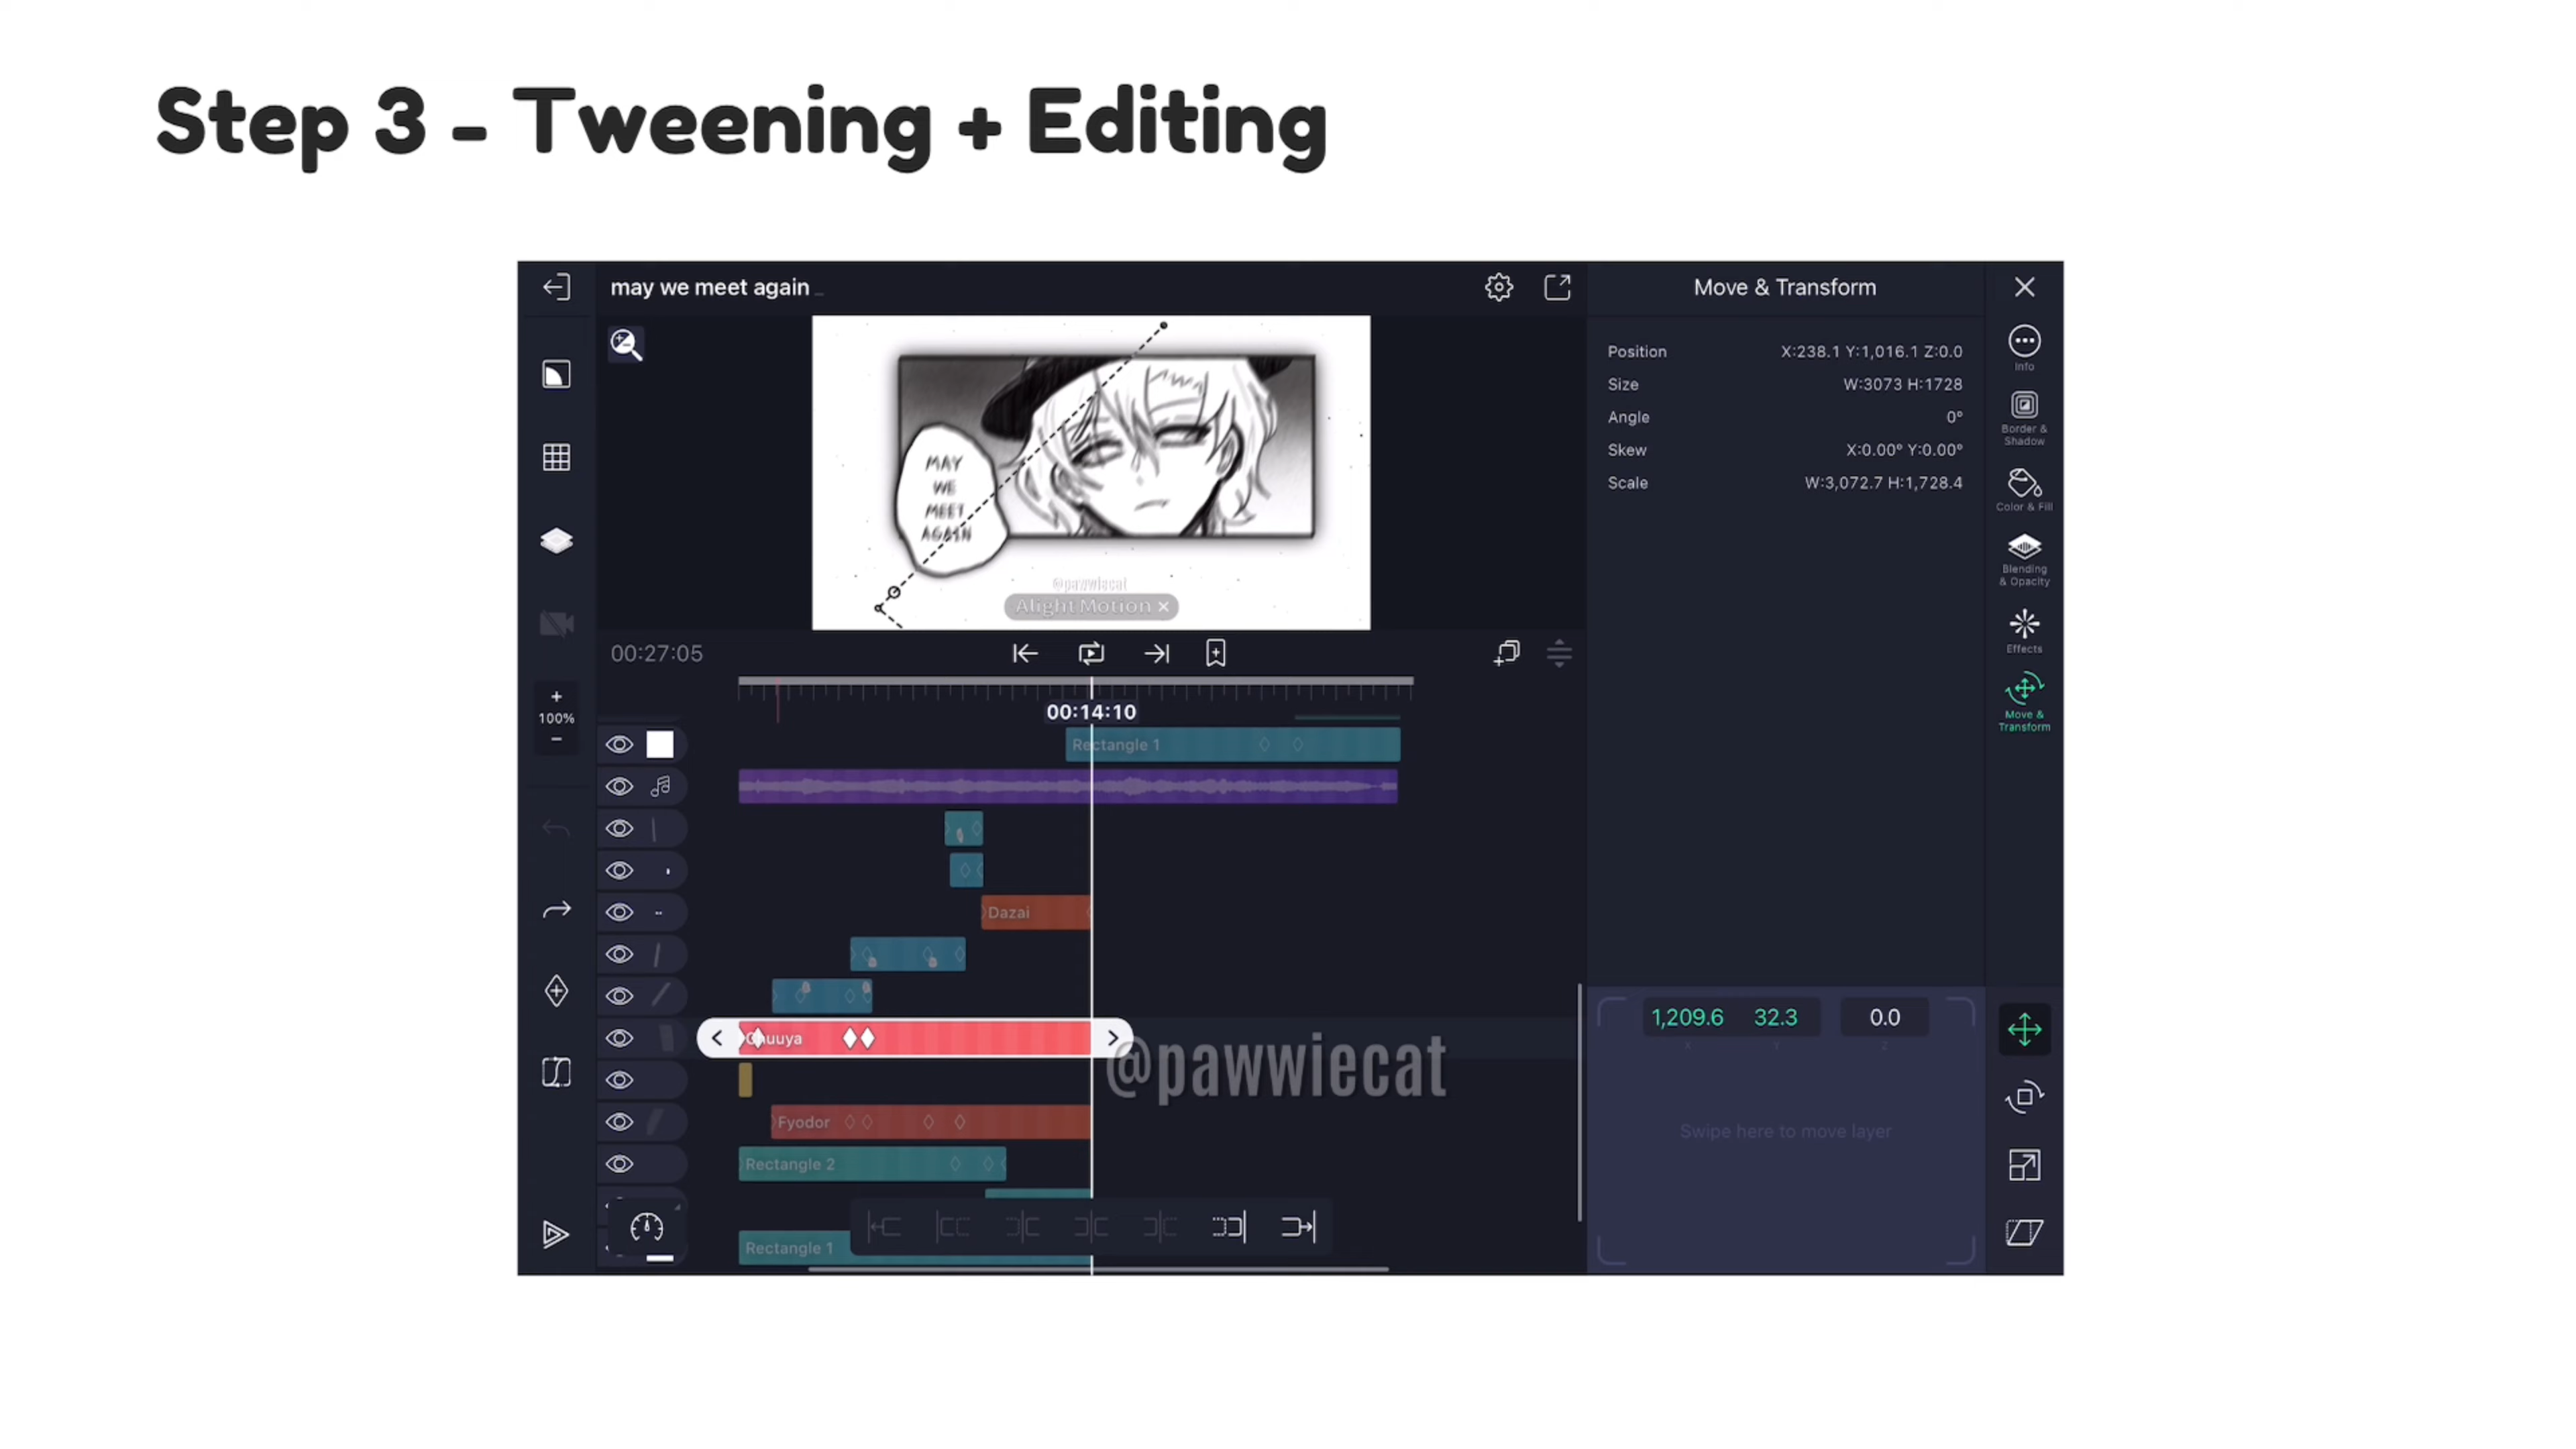 Step 3 - Tweening + Editing
may we meet again _
Move & Transform
Position X:238.1 Y:1,016.1 Z:0.0
Size W:3073 H:1728
Angle 0°
Skew X:0.00° Y:0.00°
Scale W:3,072.7 H:1,728.4
Info
Border & Shadow
Color & Fill
Blending & Opacity
Effects
Move & Transform
MAY
WE
MEET
AGAIN
@pawwiecat
Alight Motion ×
00:27:05
00:14:10
+
100%
-
Rectangle 1
Dazai
Chuuya
@pawwiecat
Fyodor
Rectangle 2
Rectangle 1
1,209.6 32.3 0.0
X Y Z
Swipe here to move layer